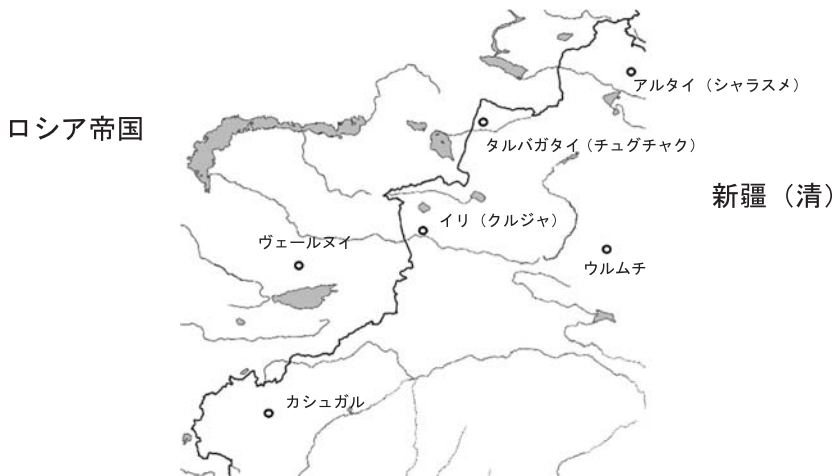 アルタイ（シャラスメ）
ロシア帝国
タルバガタイ（チュグチャク）
新疆（清）
イリ（クルジャ）
ヴェールヌイ
ウルムチ
カシュガル